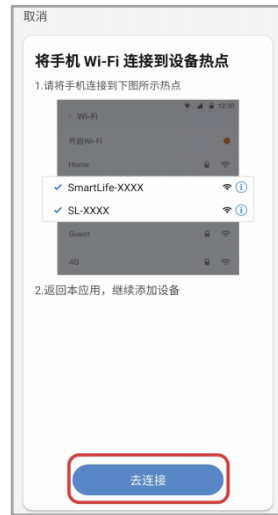 取消
将手机 Wi-Fi 连接到设备热点
1.请将手机连接到下图所示热点
12:30
Wi-Fi
开启Wi-Fi
Home
SmartLife-XXXX
SL-XXXX
Guest
4G
2.返回本应用，继续添加设备
去连接